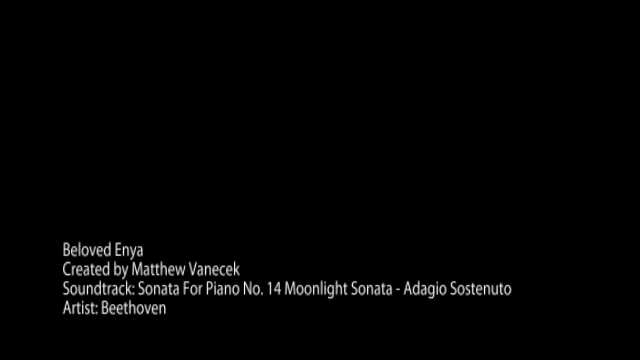 Beloved Enya
Created by Matthew Vanecek
Soundtrack: Sonata For Piano No. 14 Moonlight Sonata - Adagio Sostenuto
Artist: Beethoven